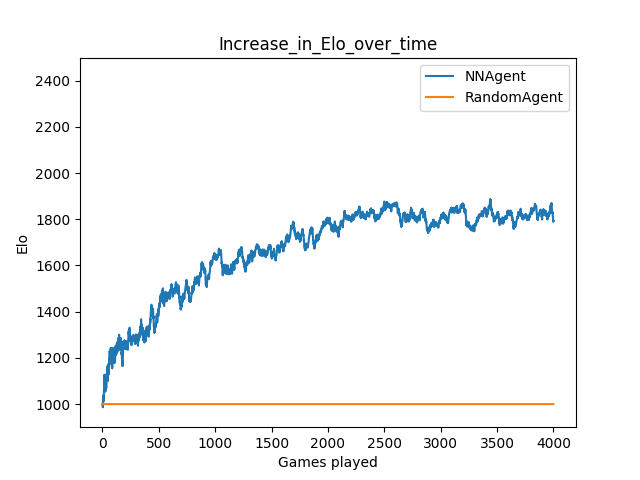 Increase_in_Elo_over_time
NNAgent
RandomAgent
2400
2200
2000
1800
1600
1400
1200
1000
Elo
0 500 1000 1500 2000 2500 3000 3500 4000
Games played